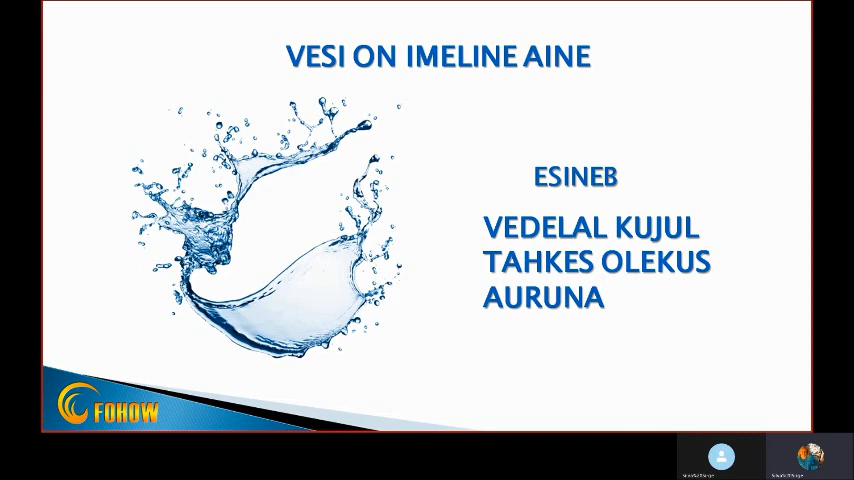 VESI ON IMELINE AINE
ESINEB
VEDELAL KUJUL
TAHKES OLEKUS
AURUNA
FOHOW